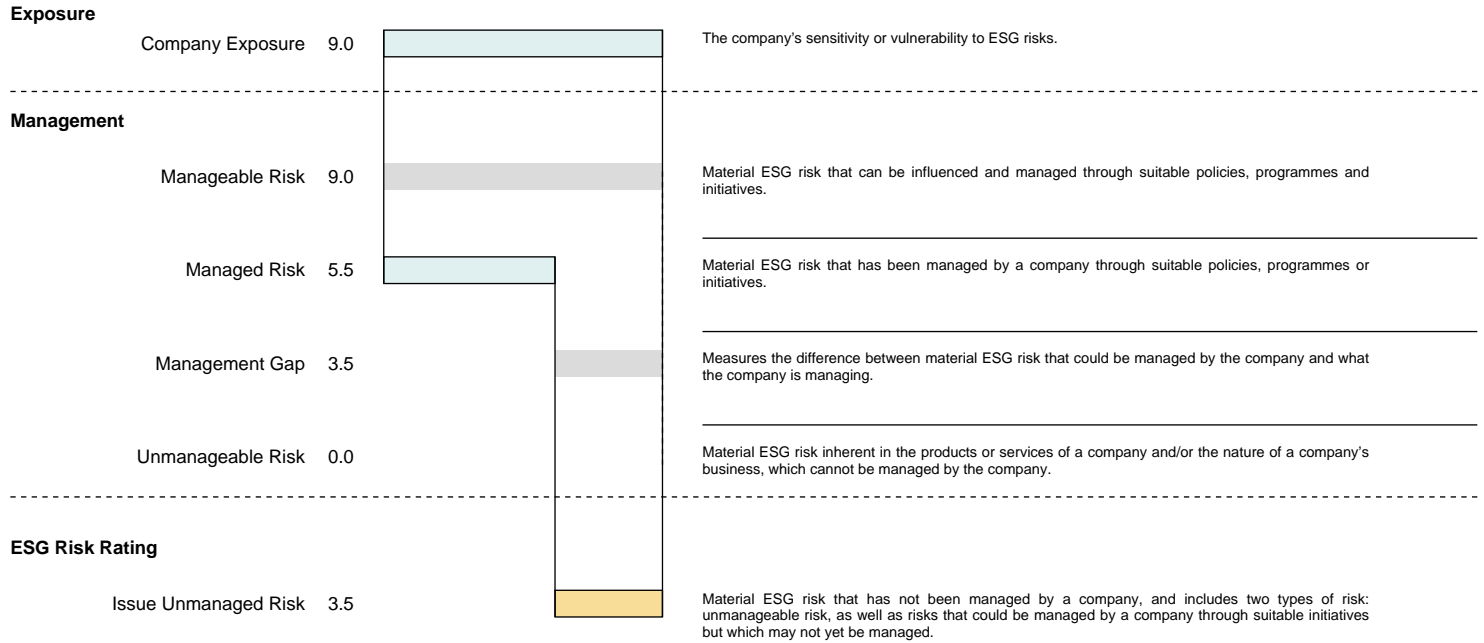 Exposure
Company Exposure 9.0
The company's sensitivity or vulnerability to ESG risks.
Management
Manageable Risk 9.0
Material ESG risk that can be influenced and managed through suitable policies, programmes and
initiatives.
Managed Risk 5.5
Material ESG risk that has been managed by a company through suitable policies, programmes or
initiatives.
Management Gap 3.5
Measures the difference between material ESG risk that could be managed by the company and what
the company is managing.
Unmanageable Risk 0.0
Material ESG risk inherent in the products or services of a company and/or the nature of a company's
business, which cannot be managed by the company.
ESG Risk Rating
Issue Unmanaged Risk 3.5
Material ESG risk that has not been managed by a company, and includes two types of risk:
unmanageable risk, as well as risks that could be managed by a company through suitable initiatives
but which may not yet be managed.